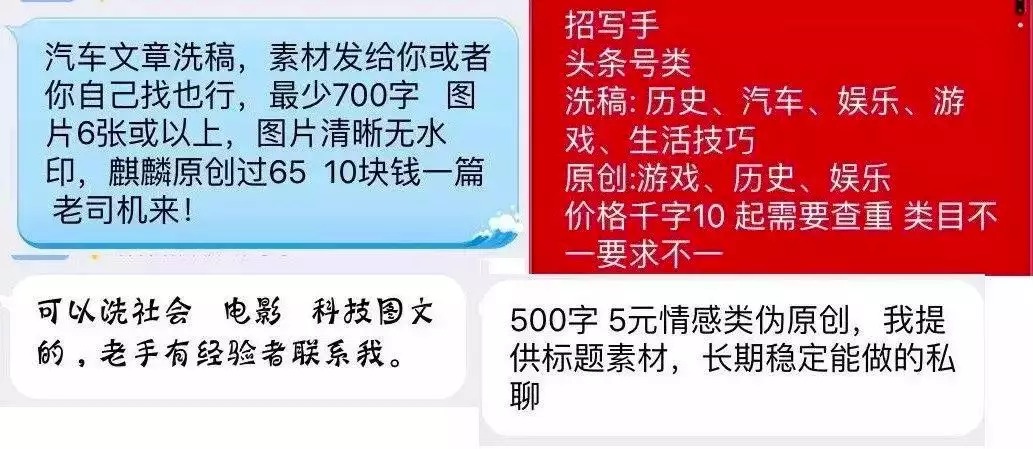 汽车文章洗稿，素材发给你或者
你自己找也行，最少700字 图
片6张或以上，图片清晰无水
印，麒麟原创过65 10块钱一篇
老司机来！
招写手
头条号类
洗稿: 历史、汽车、娱乐、游
戏、生活技巧
原创:游戏、历史、娱乐
价格千字10 起需要查重 类目不
一要求不一
可以洗社会 电影 科技图文
的，老手有经验者联系我。
500字 5元情感类伪原创，我提
供标题素材，长期稳定能做的私
聊